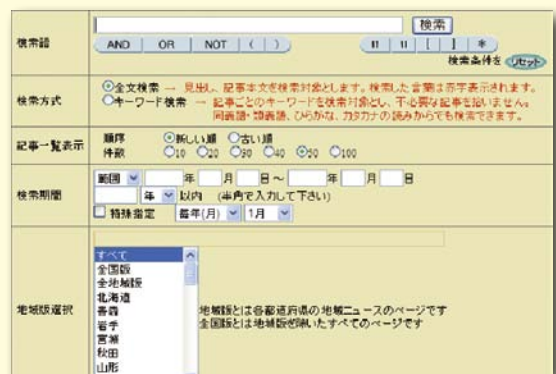 検索語
検索
AND OR NOT ( )
" " [ ] *
検索条件を リセット
検索方式
全文検索 → 見出し、記事本文を検索対象とします。検索した言葉は赤字表示されます。
キーワード検索 → 記事ごとのキーワードを検索対象とし、不必要な記事を拾いません。
同義語・類義語、ひらがな、カタカナの読みからでも検索できます。
記事一覧表示
順序 新しい順 古い順
件数 10 20 30 40 50 100
検索期間
範囲 年 月 日 ~ 年 月 日
年 以内 (半角で入力して下さい)
特殊指定 毎年(月) 1月
地域版選択
すべて
全国版
全地域版
北海道
青森
岩手
宮城
秋田
山形
地域版とは各都道府県の地域ニュースのページです
全国版とは地域版を除いたすべてのページです